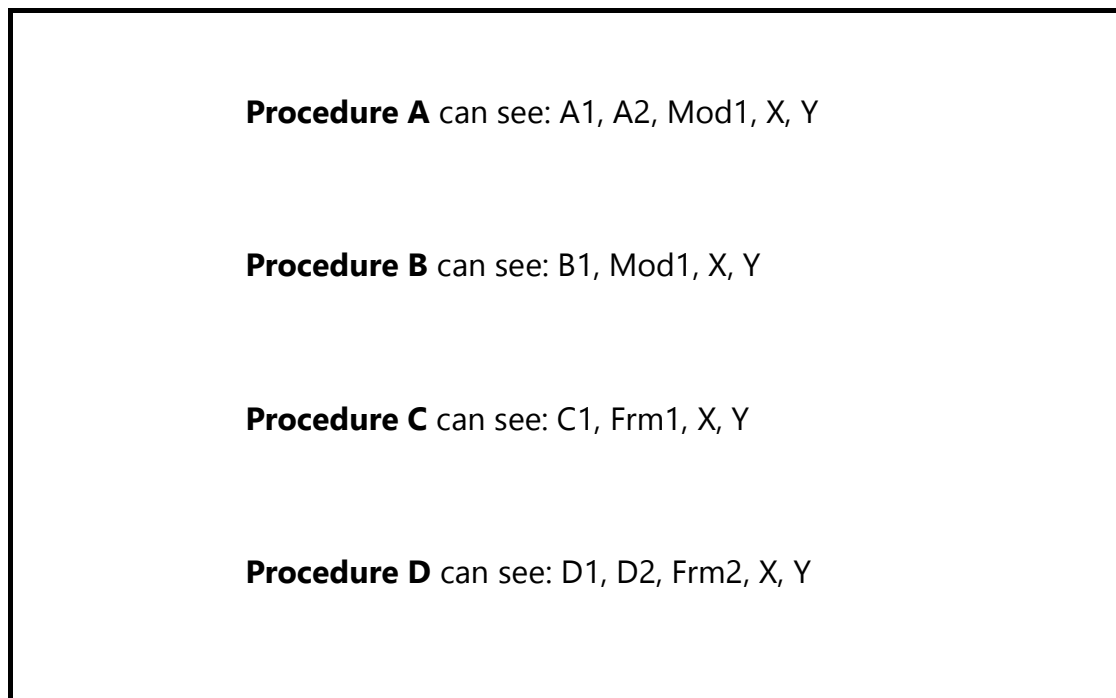 Procedure A can see: A1, A2, Mod1, X, Y
Procedure B can see: B1, Mod1, X, Y
Procedure C can see: C1, Frm1, X, Y
Procedure D can see: D1, D2, Frm2, X, Y